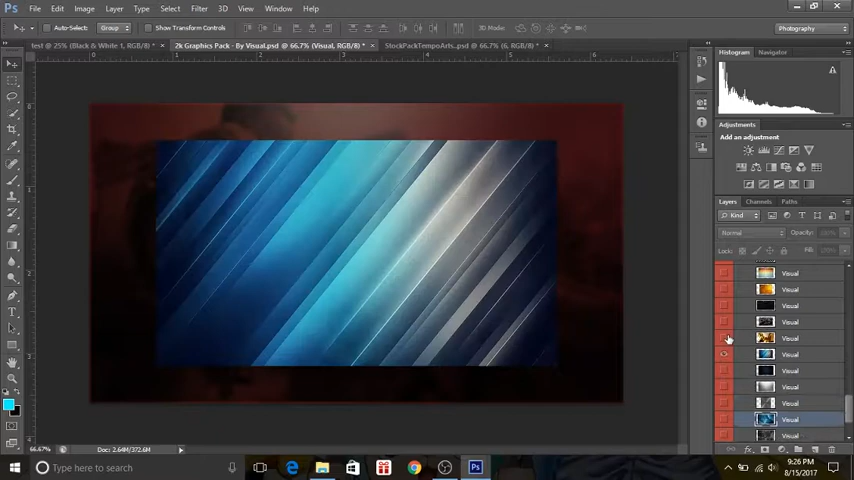 Ps File Edit Image Layer Type Select Filter 3D View Window Help
Auto-Select: Group Show Transform Controls 3D Mode: Photography
test @ 25% (Black & White 1, RGB/8) * × 2k Graphics Pack - By Visual.psd @ 66.7% (Visual, RGB/8) * × StockPackTempoArts..psd @ 66.7% (6, RGB/8) * ×
Histogram Navigator
Adjustments
Add an adjustment
Layers Channels Paths
Kind
Normal Opacity:
Lock: Fill:
Visual
Visual
Visual
Visual
Visual
Visual
Visual
Visual
Visual
Visual
Visual
66.67% Doc: 2.64M/372.6M
Type here to search Ps 9:26 PM
8/15/2017